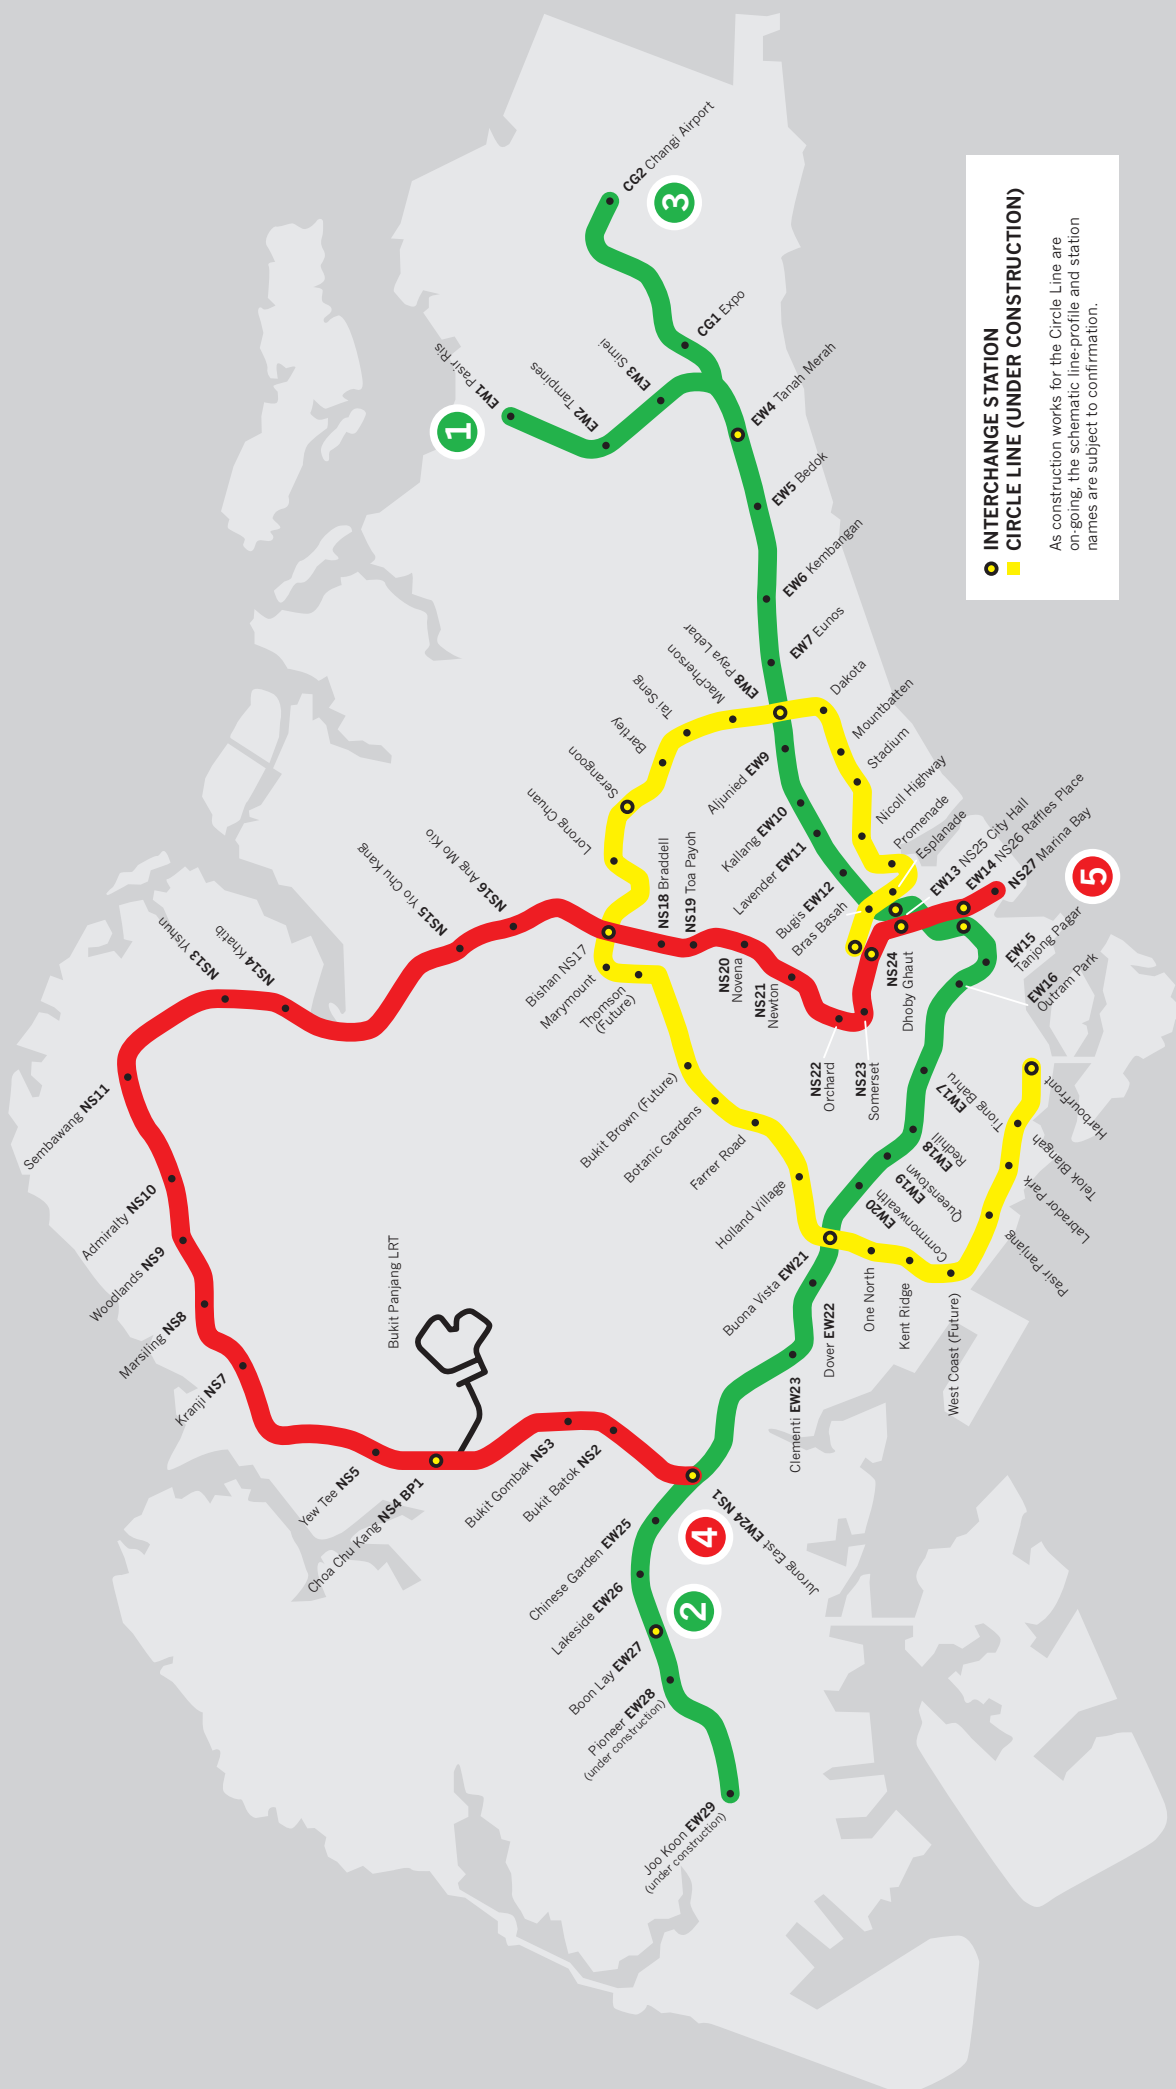 CG2 Changi Airport
3
CG1 Expo
EW1 Pasir Ris
1
EW2 Tampines
EW3 Simei
EW4 Tanah Merah
EW5 Bedok
EW6 Kembangan
EW7 Eunos
EW8 Paya Lebar
MacPherson
Tai Seng
Bartley
Serangoon
Lorong Chuan
Dakota
Mountbatten
Stadium
Nicoll Highway
Promenade
Esplanade
Bras Basah
Aljunied EW9
Kallang EW10
Lavender EW11
Bugis EW12
EW13 NS25 City Hall
EW14 NS26 Raffles Place
NS27 Marina Bay
5
EW15
Tanjong Pagar
EW16
Outram Park
EW17
Tiong Bahru
EW18
Redhill
EW19
Queenstown
EW20
Commonwealth
Buona Vista EW21
Dover EW22
Clementi EW23
Jurong East EW24 NS1
4
2
Chinese Garden EW25
Lakeside EW26
Boon Lay EW27
Pioneer EW28
(under construction)
Joo Koon EW29
(under construction)
Bukit Batok NS2
Bukit Gombak NS3
Choa Chu Kang NS4 BP1
Yew Tee NS5
Bukit Panjang LRT
Kranji NS7
Marsiling NS8
Woodlands NS9
Admiralty NS10
Sembawang NS11
NS13 Yishun
NS14 Khatib
NS15 Yio Chu Kang
NS16 Ang Mo Kio
Bishan NS17
NS18 Braddell
NS19 Toa Payoh
NS20
Novena
NS21
Newton
NS22
Orchard
NS23
Somerset
NS24
Dhoby Ghaut
Marymount
Thomson
(Future)
Bukit Brown (Future)
Botanic Gardens
Farrer Road
Holland Village
One North
Kent Ridge
West Coast (Future)
Pasir Panjang
Labrador Park
Telok Blangah
HarbourFront
INTERCHANGE STATION
CIRCLE LINE (UNDER CONSTRUCTION)
As construction works for the Circle Line are
on-going, the schematic line-profile and station
names are subject to confirmation.